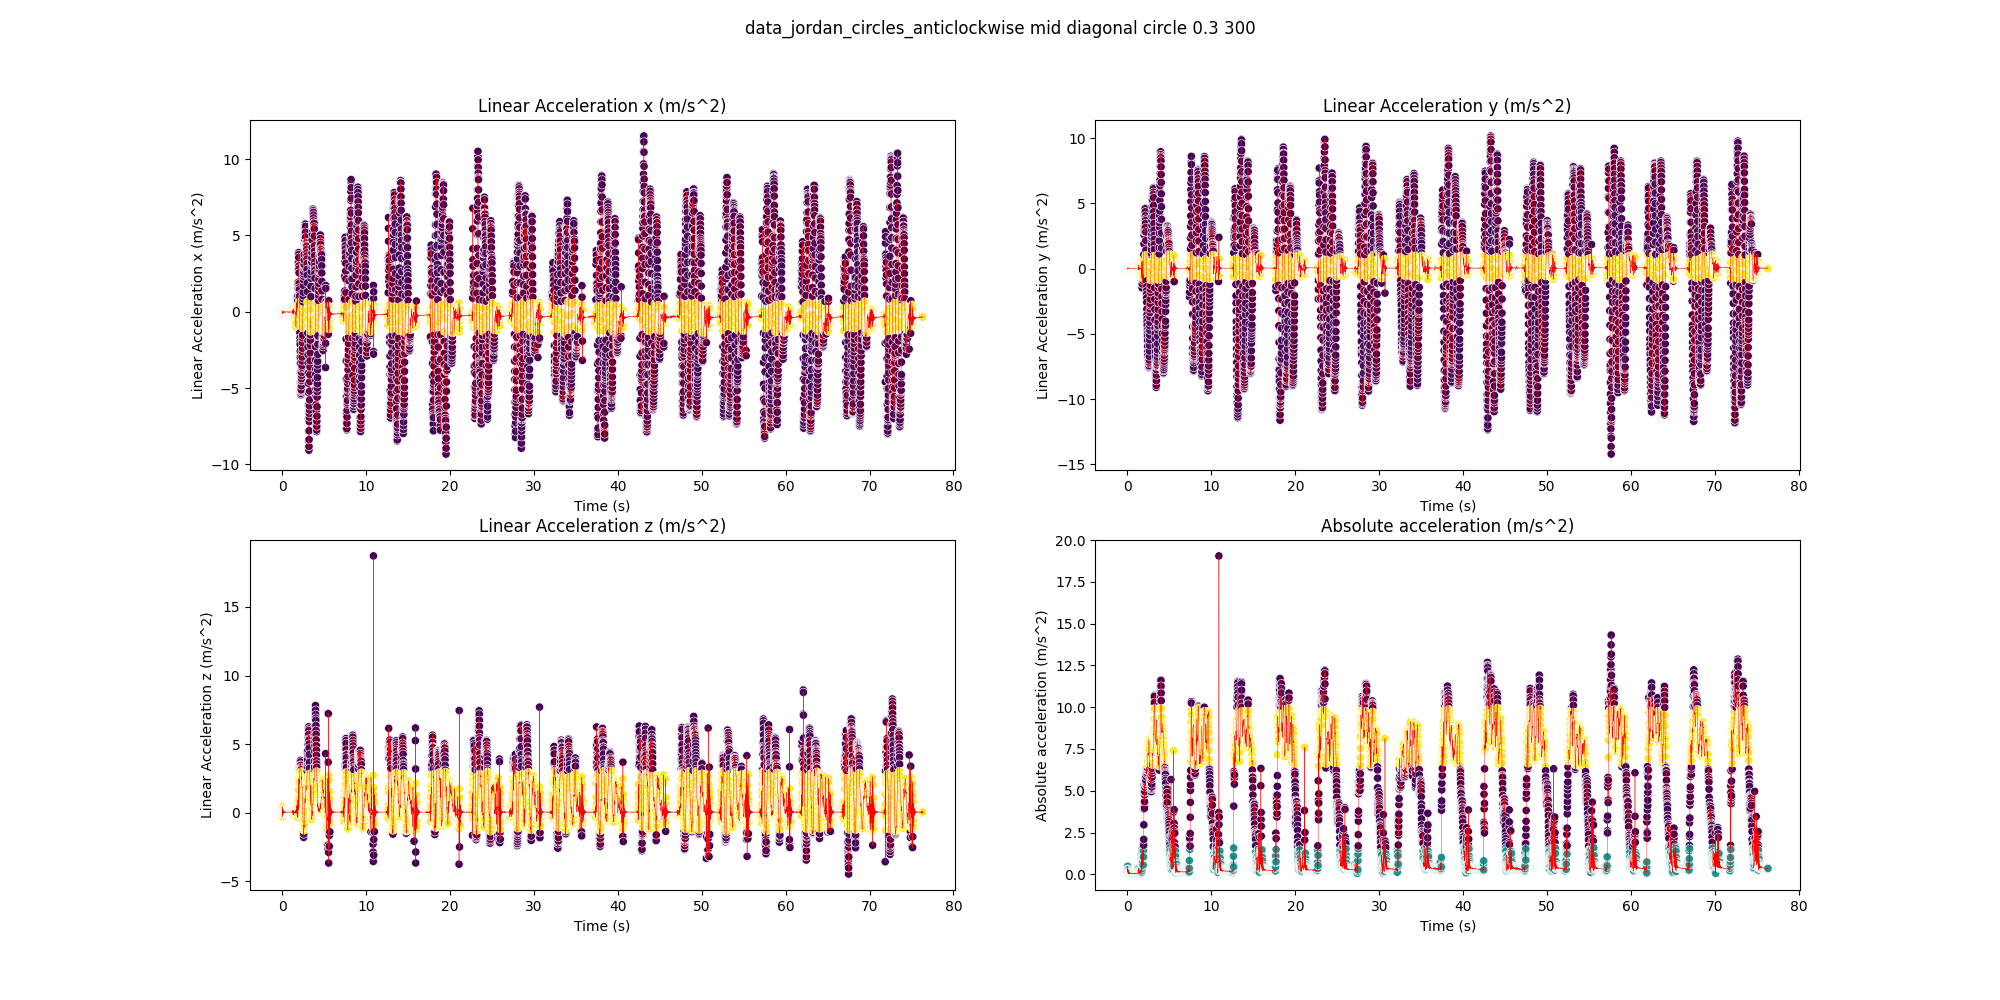 data_jordan_circles_anticlockwise mid diagonal circle 0.3 300
Linear Acceleration x (m/s^2)
Linear Acceleration x (m/s^2)
10
5
0
−5
−10
0 10 20 30 40 50 60 70 80
Time (s)
Linear Acceleration y (m/s^2)
Linear Acceleration y (m/s^2)
10
5
0
−5
−10
−15
0 10 20 30 40 50 60 70 80
Time (s)
Linear Acceleration z (m/s^2)
Linear Acceleration z (m/s^2)
15
10
5
0
−5
0 10 20 30 40 50 60 70 80
Time (s)
Absolute acceleration (m/s^2)
Absolute acceleration (m/s^2)
20.0
17.5
15.0
12.5
10.0
7.5
5.0
2.5
0.0
0 10 20 30 40 50 60 70 80
Time (s)